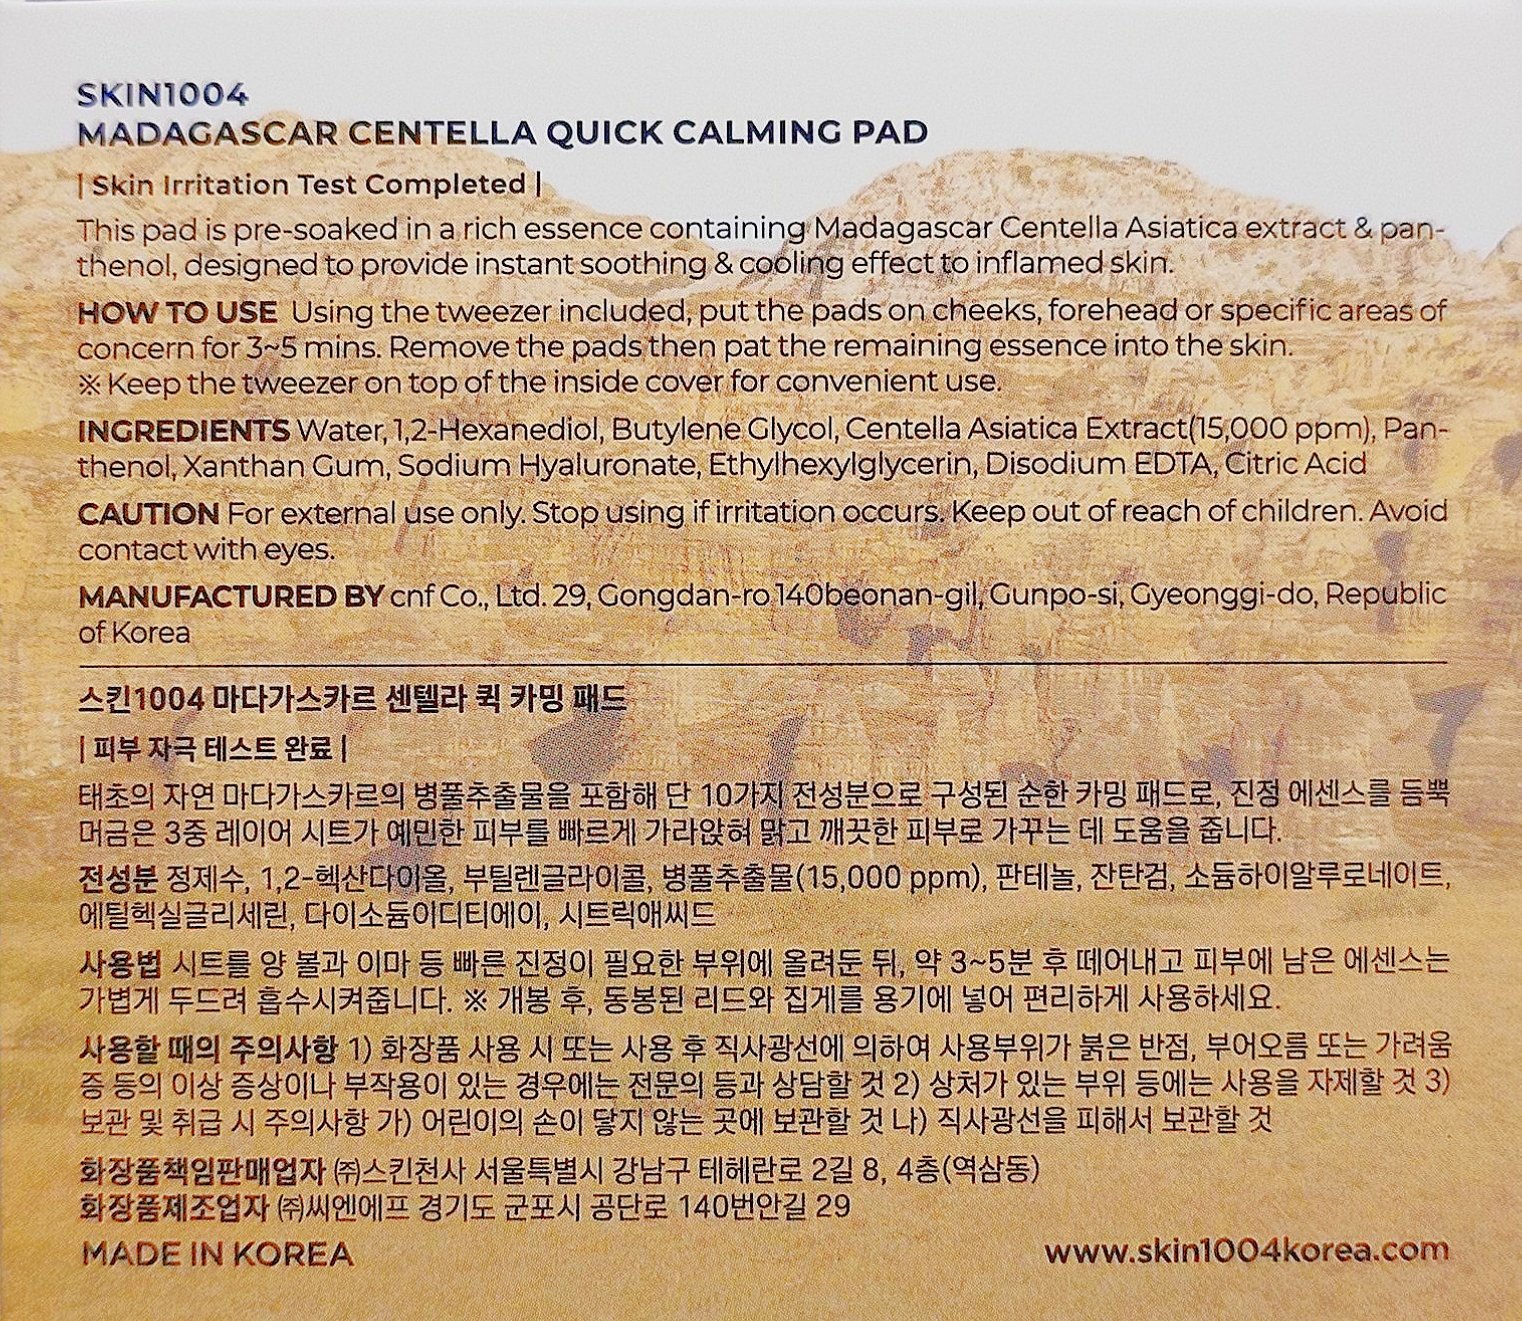 SKIN1004
MADAGASCAR CENTELLA QUICK CALMING PAD
| Skin Irritation Test Completed |
This pad is pre-soaked in a rich essence containing Madagascar Centella Asiatica extract & pan-
thenol, designed to provide instant soothing & cooling effect to inflamed skin.
HOW TO USE Using the tweezer included, put the pads on cheeks, forehead or specific areas of
concern for 3~5 mins. Remove the pads then pat the remaining essence into the skin.
※ Keep the tweezer on top of the inside cover for convenient use.
INGREDIENTS Water, 1,2-Hexanediol, Butylene Glycol, Centella Asiatica Extract(15,000 ppm), Pan-
thenol, Xanthan Gum, Sodium Hyaluronate, Ethylhexylglycerin, Disodium EDTA, Citric Acid
CAUTION For external use only. Stop using if irritation occurs. Keep out of reach of children. Avoid
contact with eyes.
MANUFACTURED BY cnf Co., Ltd. 29, Gongdan-ro 140beonan-gil, Gunpo-si, Gyeonggi-do, Republic
of Korea
스킨1004 마다가스카르 센텔라 퀵 카밍 패드
| 피부 자극 테스트 완료 |
태초의 자연 마다가스카르의 병풀추출물을 포함해 단 10가지 전성분으로 구성된 순한 카밍 패드로, 진정 에센스를 듬뿍
머금은 3중 레이어 시트가 예민한 피부를 빠르게 가라앉혀 맑고 깨끗한 피부로 가꾸는 데 도움을 줍니다.
전성분 정제수, 1,2-헥산다이올, 부틸렌글라이콜, 병풀추출물(15,000 ppm), 판테놀, 잔탄검, 소듐하이알루로네이트,
에틸헥실글리세린, 다이소듐이디티에이, 시트릭애씨드
사용법 시트를 양 볼과 이마 등 빠른 진정이 필요한 부위에 올려둔 뒤, 약 3~5분 후 떼어내고 피부에 남은 에센스는
가볍게 두드려 흡수시켜줍니다. ※ 개봉 후, 동봉된 리드와 집게를 용기에 넣어 편리하게 사용하세요.
사용할 때의 주의사항 1) 화장품 사용 시 또는 사용 후 직사광선에 의하여 사용부위가 붉은 반점, 부어오름 또는 가려움
증 등의 이상 증상이나 부작용이 있는 경우에는 전문의 등과 상담할 것 2) 상처가 있는 부위 등에는 사용을 자제할 것 3)
보관 및 취급 시 주의사항 가) 어린이의 손이 닿지 않는 곳에 보관할 것 나) 직사광선을 피해서 보관할 것
화장품책임판매업자 ㈜스킨천사 서울특별시 강남구 테헤란로 2길 8, 4층(역삼동)
화장품제조업자 ㈜씨엔에프 경기도 군포시 공단로 140번안길 29
MADE IN KOREA
www.skin1004korea.com